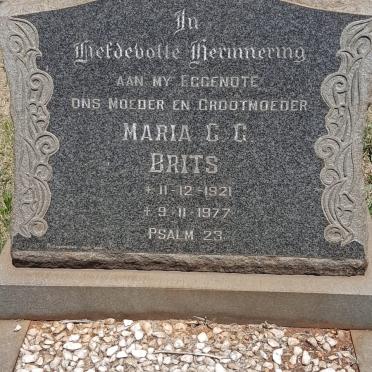 In
Liefdevolle Herinnering
AAN MY EGGENOTE
ONS MOEDER EN GROOTMOEDER
MARIA C G
BRITS
+ 11-12-1921
+ 9-11-1977
PSALM 23